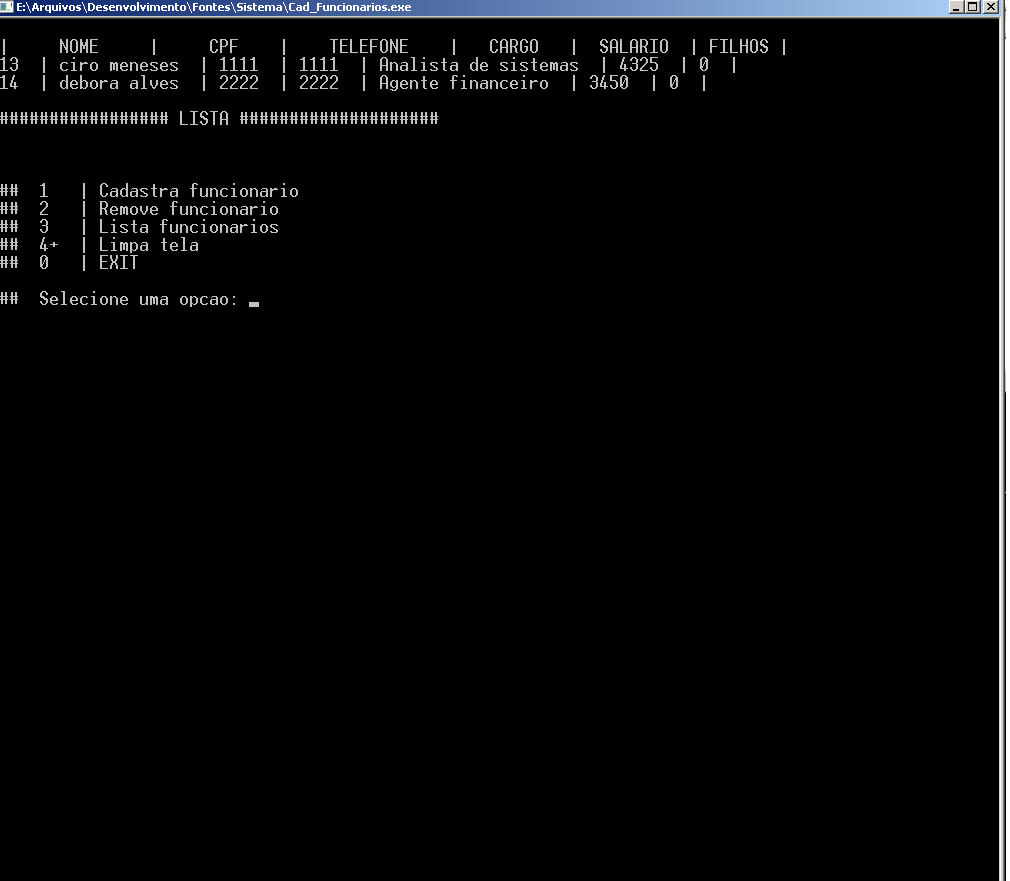 E:\Arquivos\Desenvolvimento\Fontes\Sistema\Cad_Funcionarios.exe
|     NOME     |     CPF    |    TELEFONE    |   CARGO   |  SALARIO  | FILHOS |
13  | ciro meneses  | 1111  | 1111  | Analista de sistemas  | 4325  | 0  |
14  | debora alves  | 2222  | 2222  | Agente financeiro  | 3450  | 0  |
################# LISTA ####################
##  1   | Cadastra funcionario
##  2   | Remove funcionario
##  3   | Lista funcionarios
##  4+  | Limpa tela
##  0   | EXIT
##  Selecione uma opcao: _